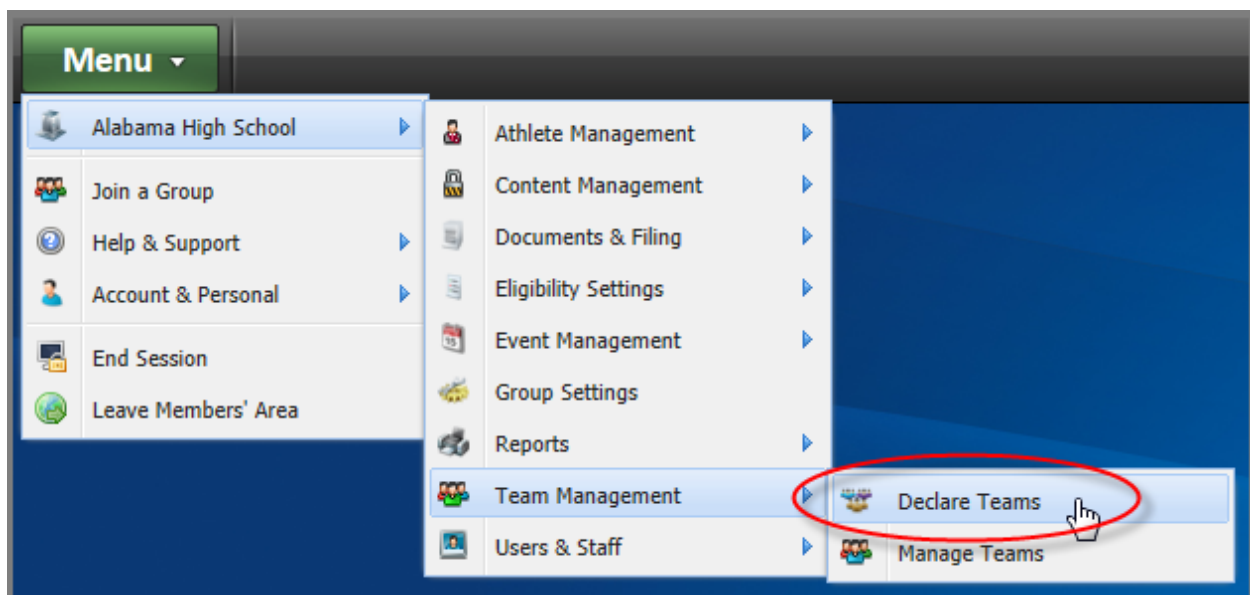 Menu
Alabama High School
Join a Group
Help & Support
Account & Personal
End Session
Leave Members' Area
Athlete Management
Content Management
Documents & Filing
Eligibility Settings
Event Management
Group Settings
Reports
Team Management
Users & Staff
Declare Teams
Manage Teams